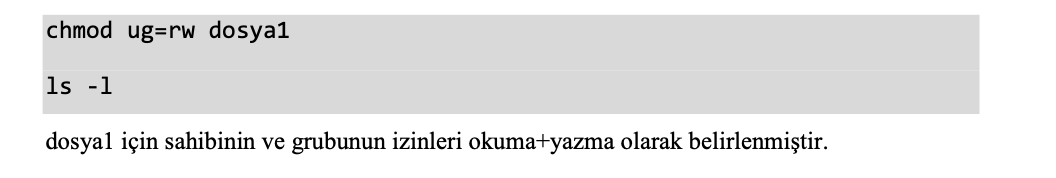 chmod ug=rw dosya1
ls -l
dosya1 için sahibinin ve grubunun izinleri okuma+yazma olarak belirlenmiştir.